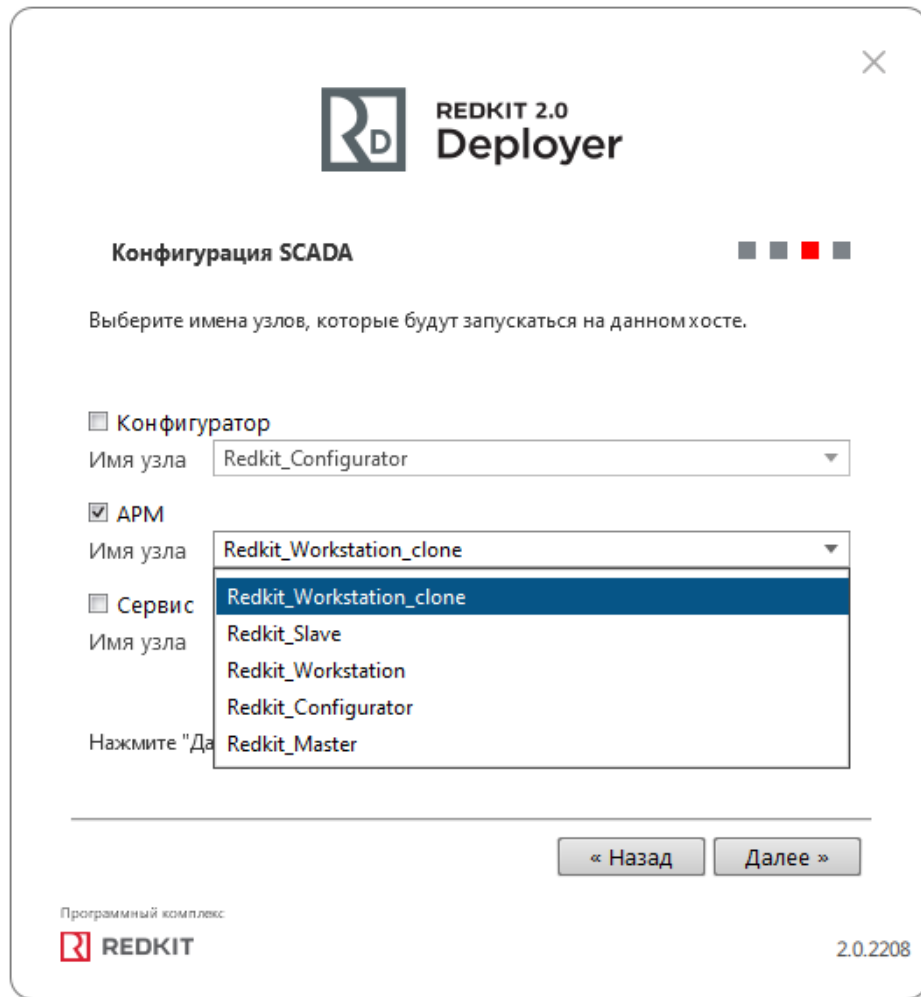 REDKIT 2.0
Deployer
Конфигурация SCADA
Выберите имена узлов, которые будут запускаться на данном хосте.
Конфигуратор
Имя узла Redkit_Configurator
АРМ
Имя узла Redkit_Workstation_clone
Redkit_Workstation_clone
Сервис
Redkit_Slave
Имя узла
Redkit_Workstation
Redkit_Configurator
Нажмите "Да
Redkit_Master
« Назад Далее »
Программный комплекс
REDKIT
2.0.2208